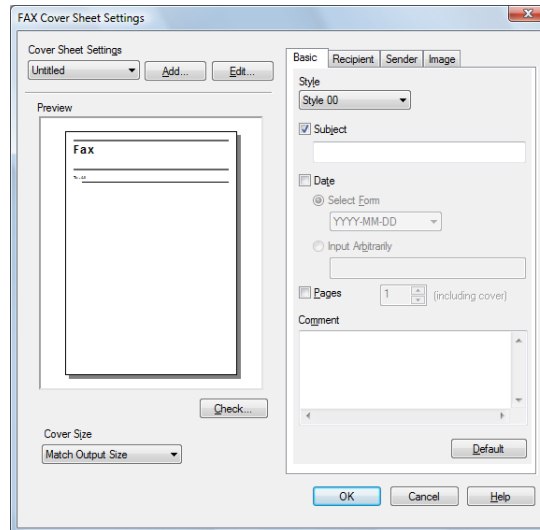 FAX Cover Sheet Settings
Cover Sheet Settings
Untitled
Add...
Edit...
Preview
Fax
Check...
Cover Size
Match Output Size
Basic
Recipient
Sender
Image
Style
Style 00
Subject
Date
Select Form
YYYY-MM-DD
Input Arbitrarily
Pages
1
(including cover)
Comment
Default
OK
Cancel
Help